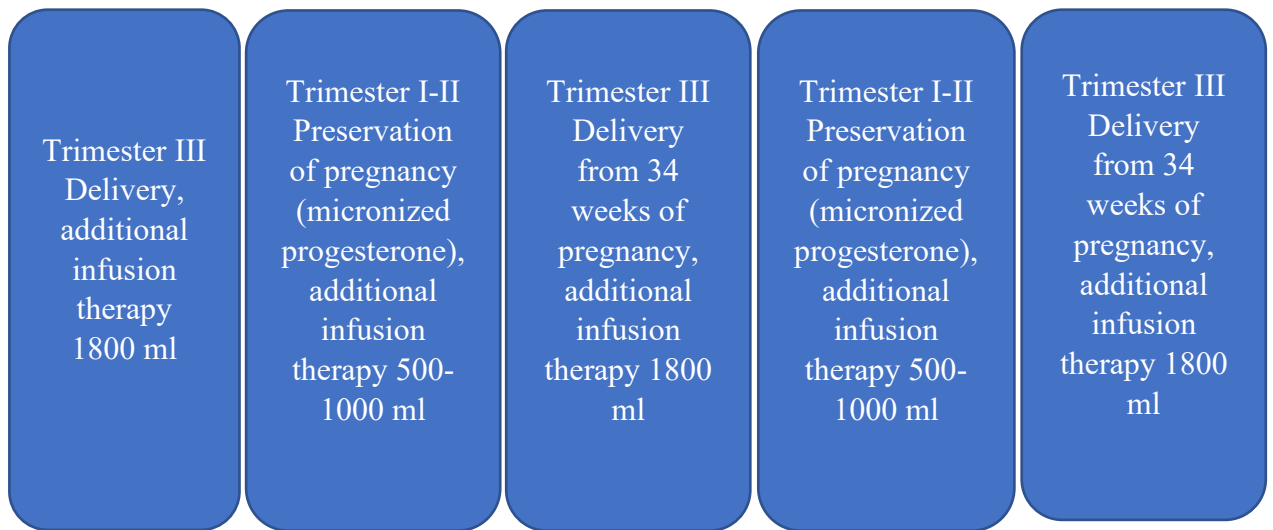 Trimester III
Delivery,
additional
infusion
therapy
1800 ml
Trimester I-II
Preservation
of pregnancy
(micronized
progesterone),
additional
infusion
therapy 500-
1000 ml
Trimester III
Delivery
from 34
weeks of
pregnancy,
additional
infusion
therapy 1800
ml
Trimester I-II
Preservation
of pregnancy
(micronized
progesterone),
additional
infusion
therapy 500-
1000 ml
Trimester III
Delivery
from 34
weeks of
pregnancy,
additional
infusion
therapy 1800
ml